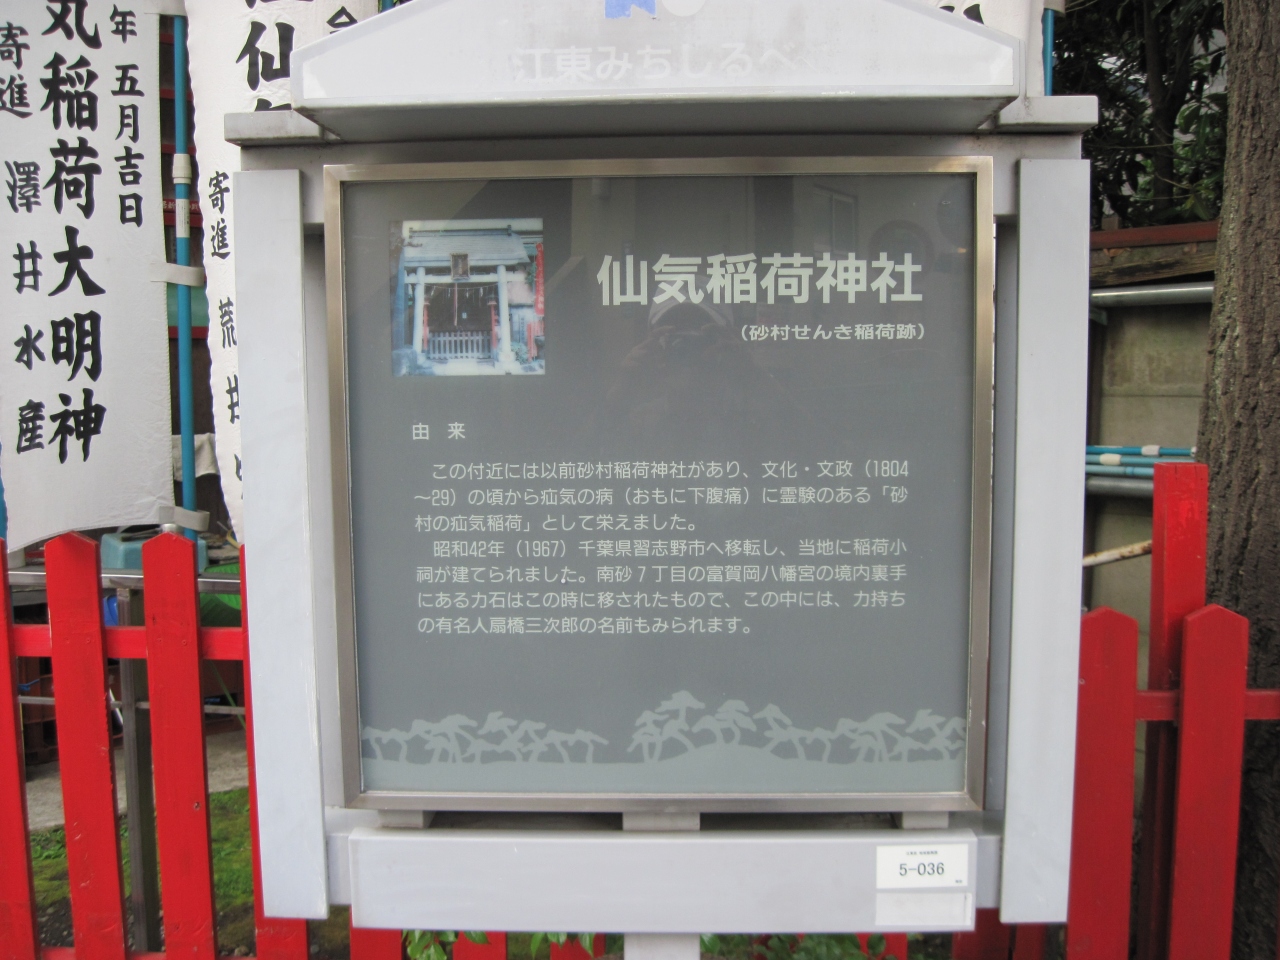 江東みちしるべ
仙気稲荷神社
（砂村せんき稲荷跡）
由 来
この付近には以前砂村稲荷神社があり、文化・文政（1804
～29）の頃から疝気の病（おもに下腹痛）に霊験のある「砂
村の疝気稲荷」として栄えました。
昭和42年（1967）千葉県習志野市へ移転し、当地に稲荷小
祠が建てられました。南砂７丁目の富賀岡八幡宮の境内裏手
にある力石はこの時に移されたもので、この中には、力持ち
の有名人扇橋三次郎の名前もみられます。
5-036
年五月吉日
丸稲荷大明神
寄進 澤井水産
仙
寄進 荒井